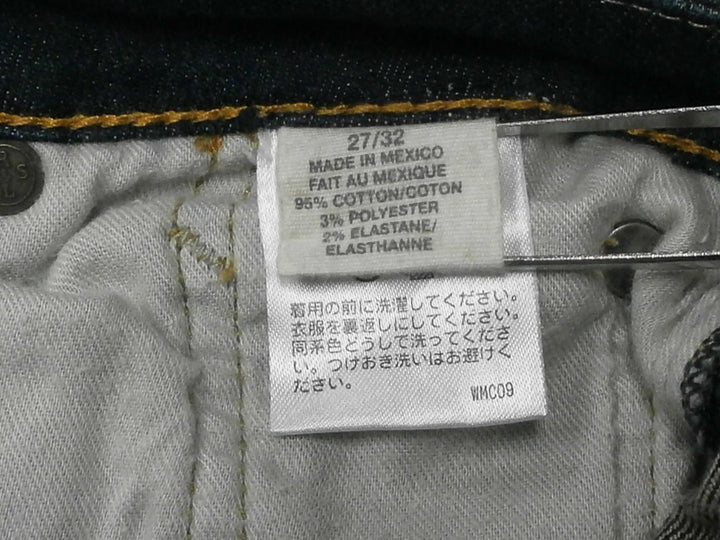 27/32
MADE IN MEXICO
FAIT AU MEXIQUE
95% COTTON/COTON
3% POLYESTER
2% ELASTANE/
ELASTHANNE
着用の前に洗濯してください。
衣服を裏返しにしてください。
同系色どうしで洗ってくださ
い。つけおき洗いはお避けく
ださい。
WMC09